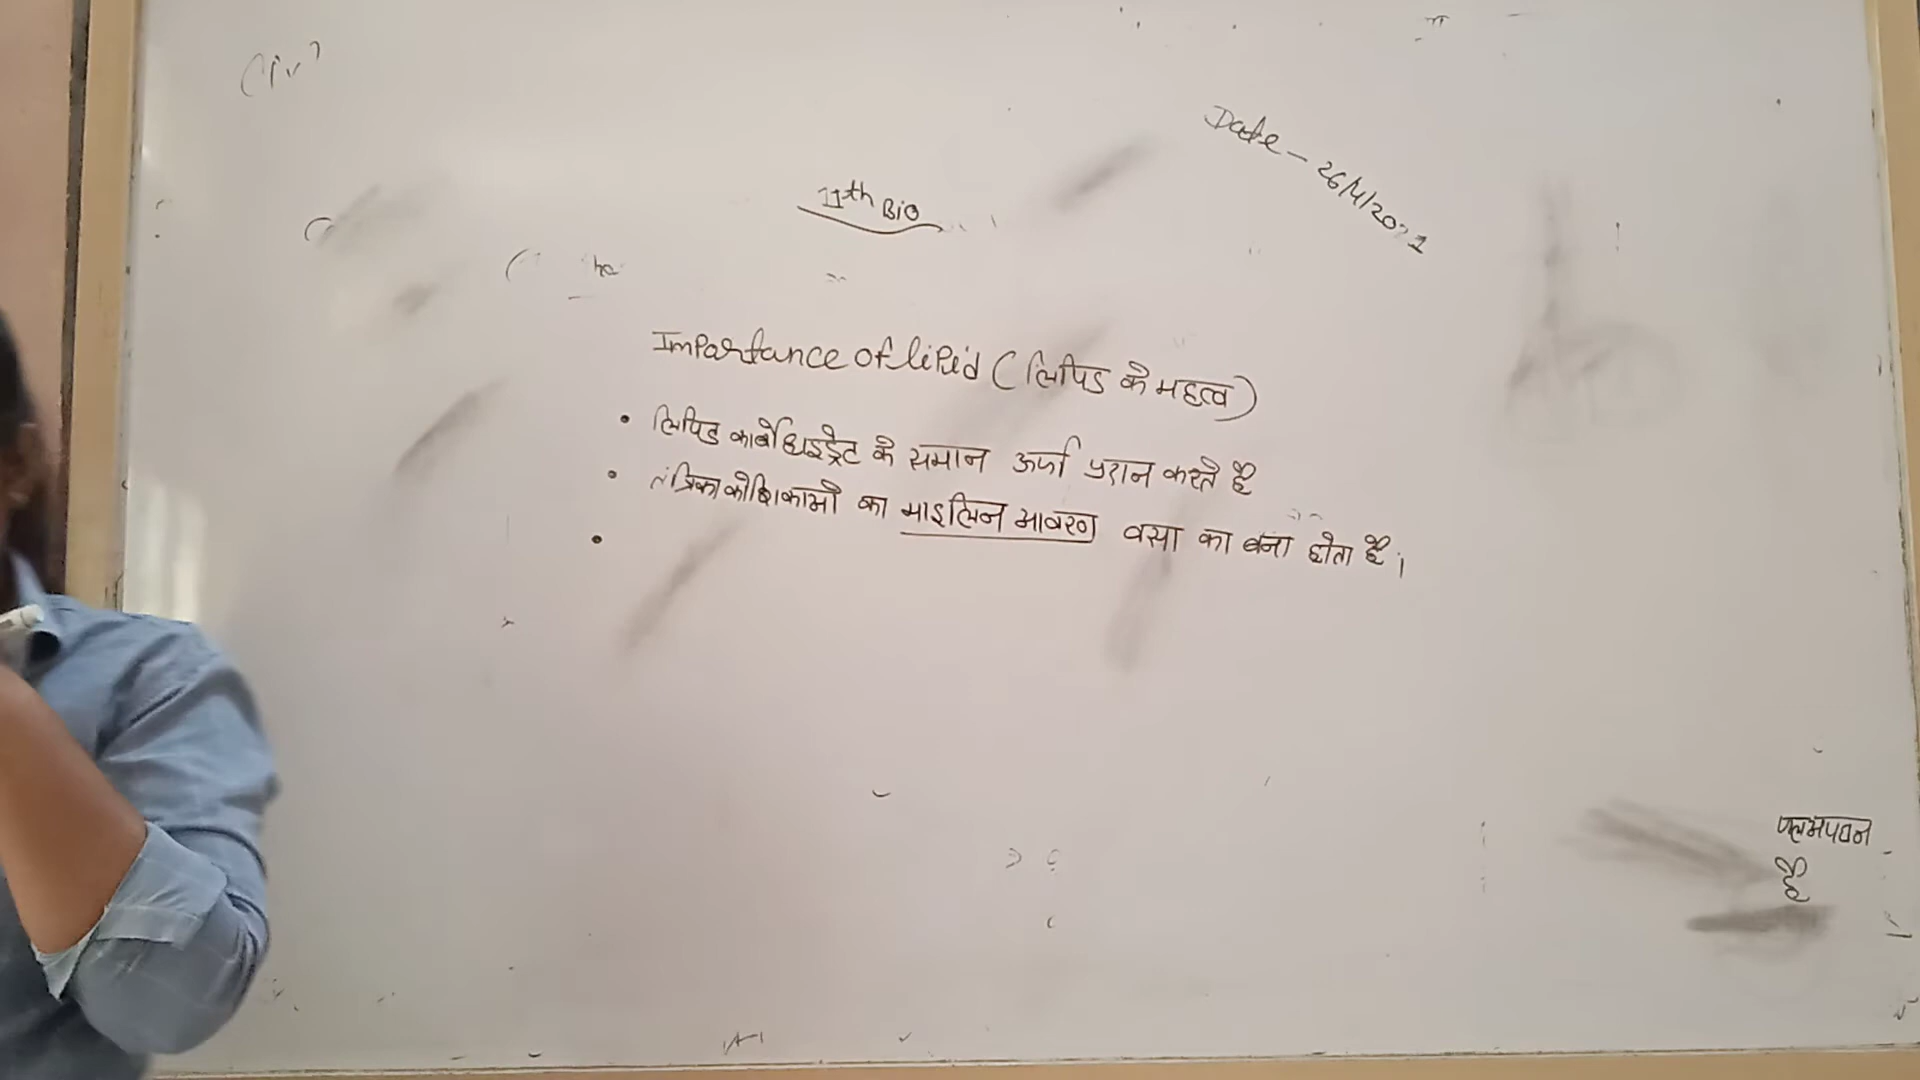 (iv)
Date - 26/4/2021
11th Bio
Importance of lipid (लिपिड के महत्व)
• लिपिड कार्बोहाइड्रेट के समान ऊर्जा प्रदान करते है
• तंत्रिका कोशिकाओ का माइलिन आवरण वसा का बना होता है।
•
है